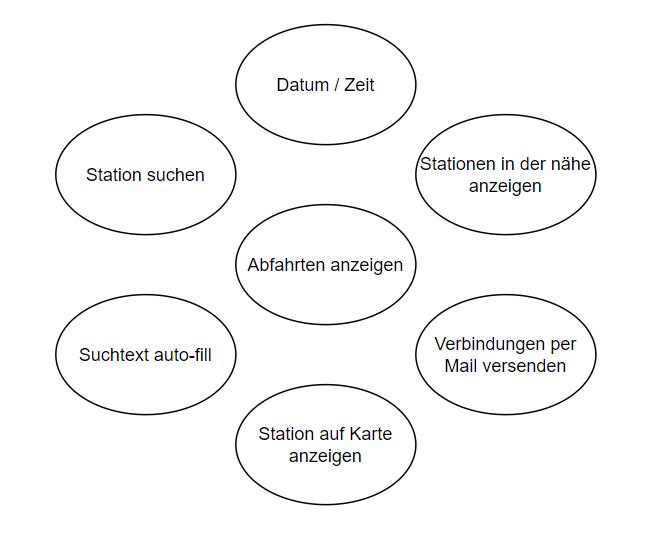 Datum / Zeit
Station suchen
Stationen in der nähe
anzeigen
Abfahrten anzeigen
Suchtext auto-fill
Verbindungen per
Mail versenden
Station auf Karte
anzeigen